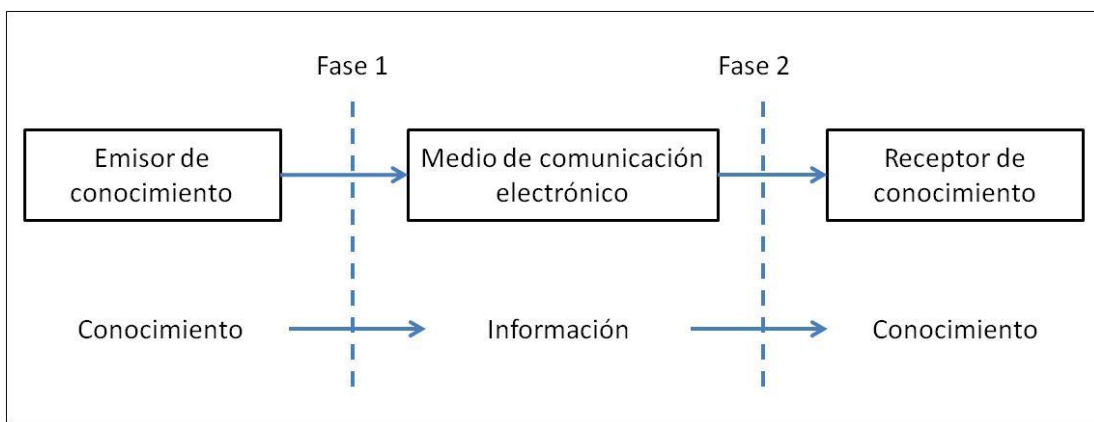 Fase 1
Fase 2
Emisor de
conocimiento
Medio de comunicación
electrónico
Receptor de
conocimiento
Conocimiento
Información
Conocimiento